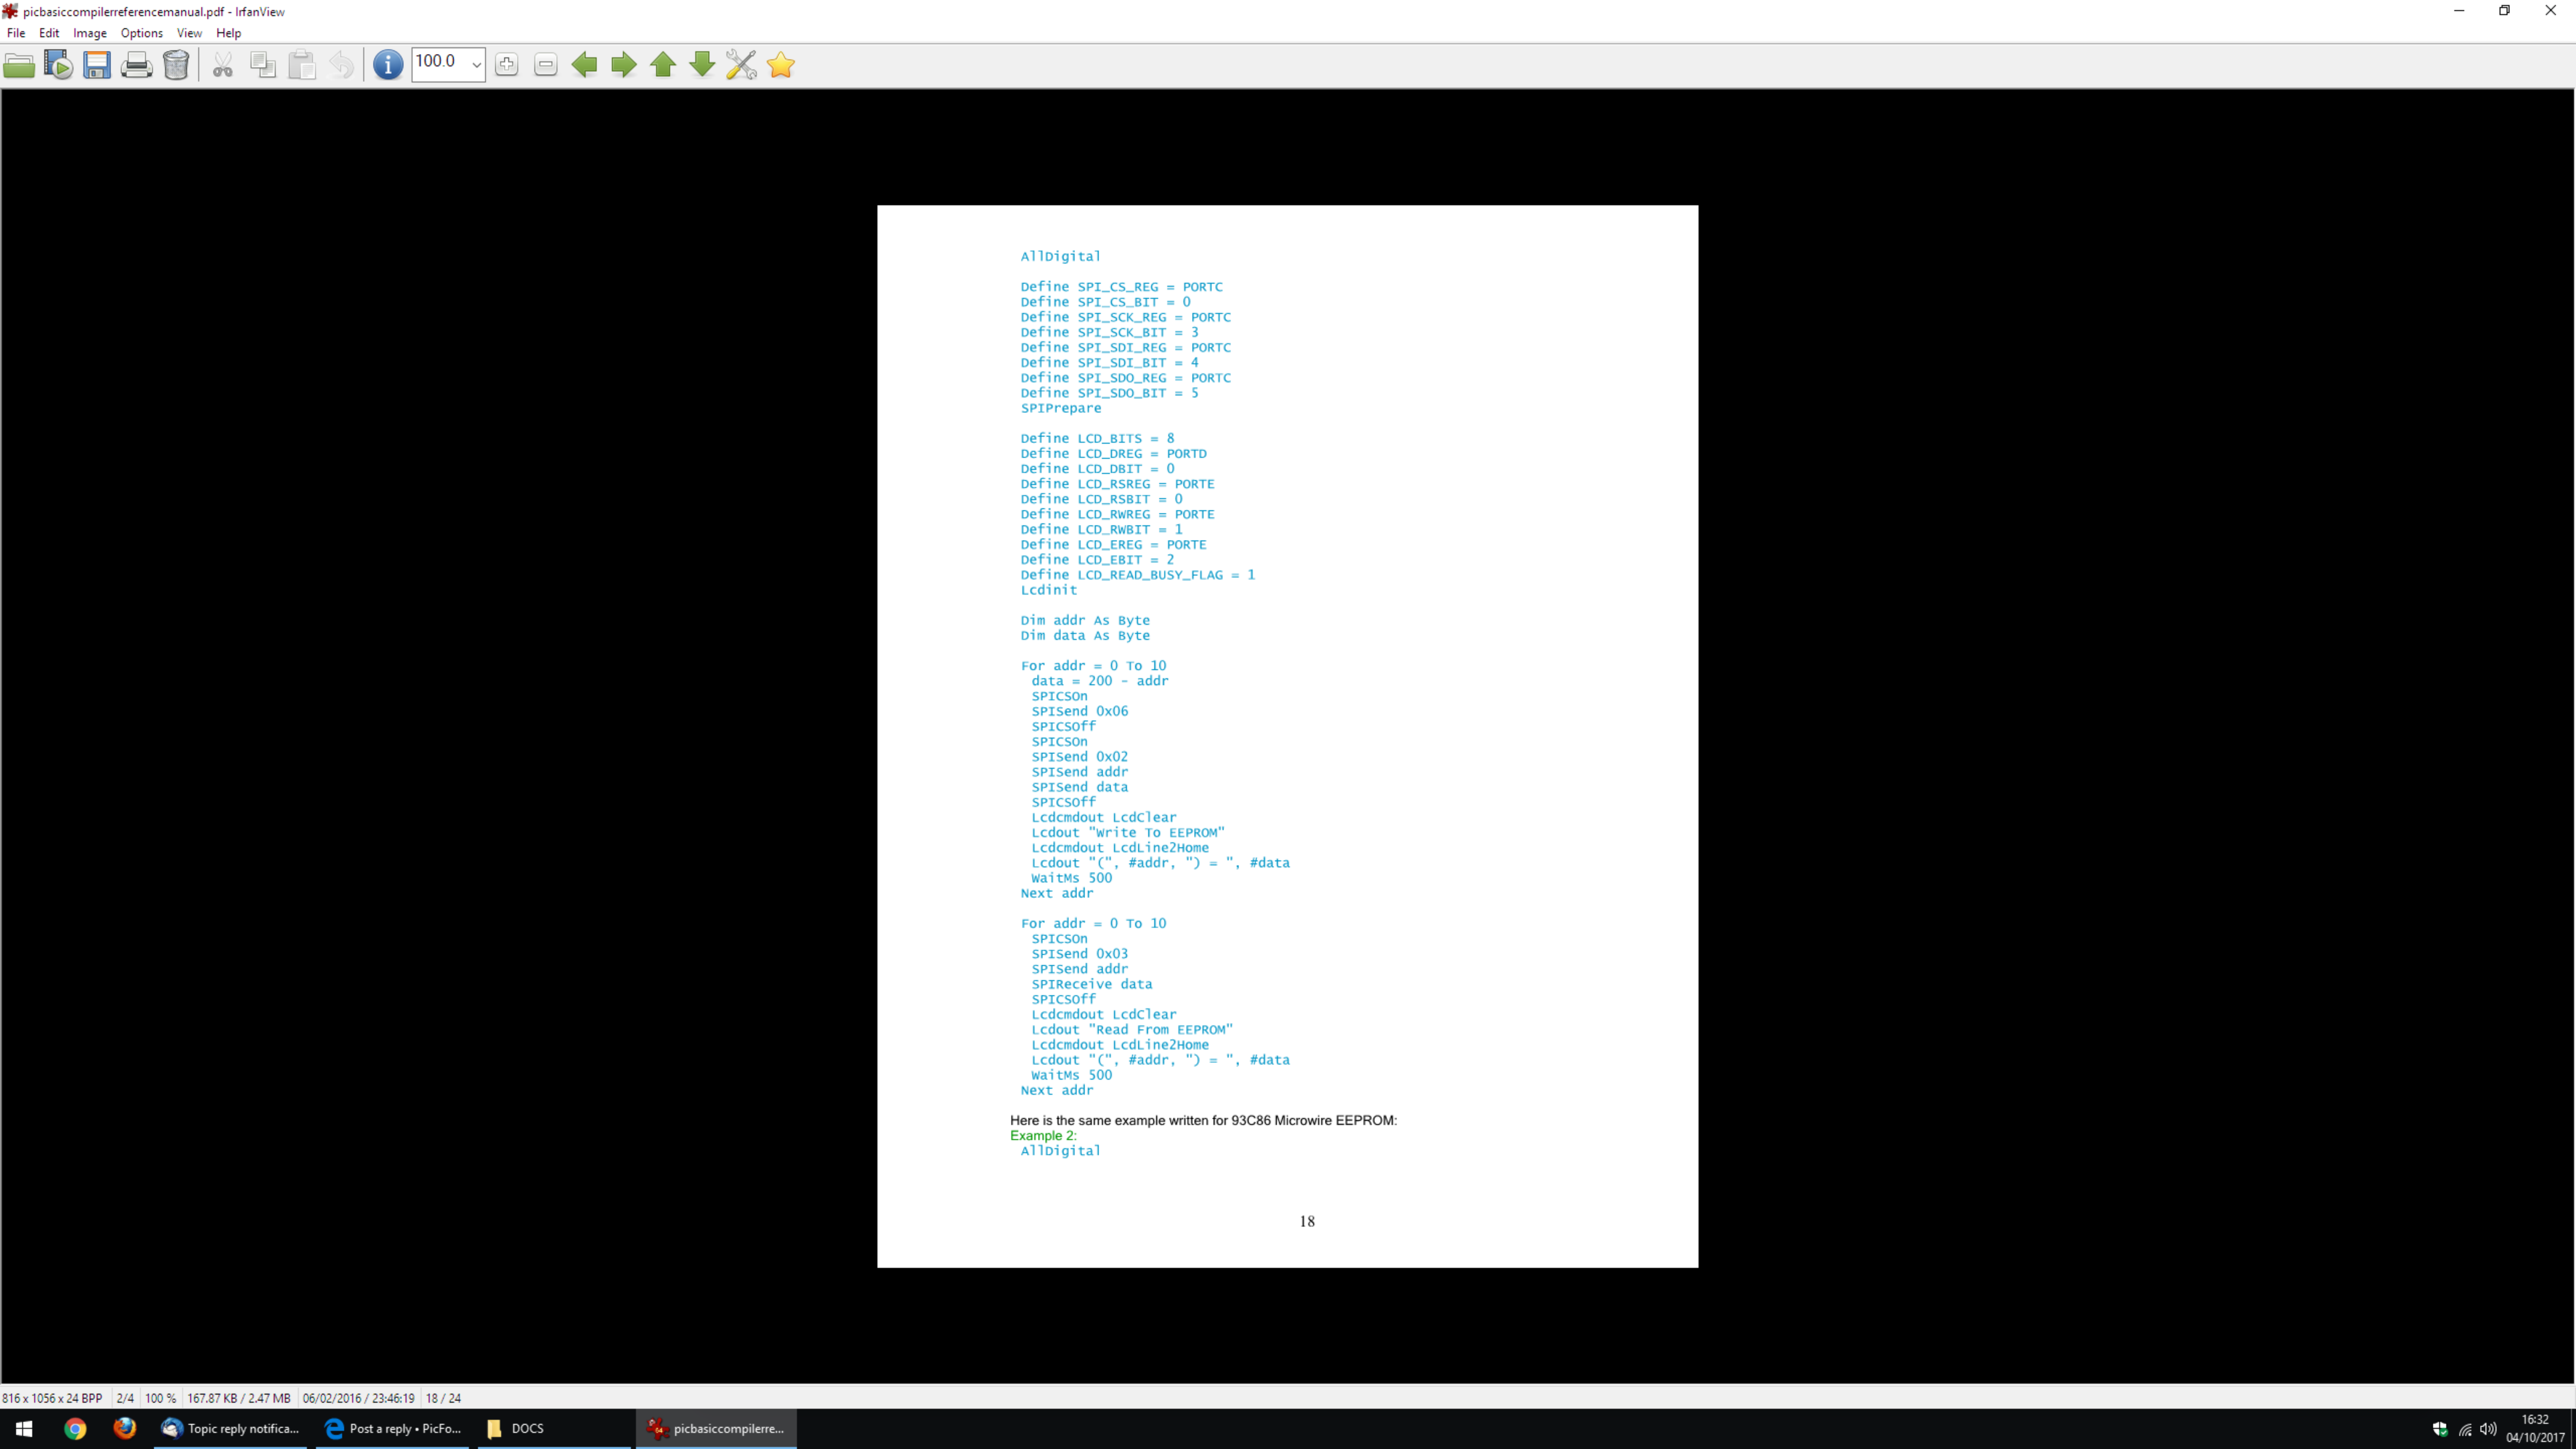 picbasiccompilerreferencemanual.pdf - IrfanView
File Edit Image Options View Help
100.0
AllDigital
Define SPI_CS_REG = PORTC
Define SPI_CS_BIT = 0
Define SPI_SCK_REG = PORTC
Define SPI_SCK_BIT = 3
Define SPI_SDI_REG = PORTC
Define SPI_SDI_BIT = 4
Define SPI_SDO_REG = PORTC
Define SPI_SDO_BIT = 5
SPIPrepare
Define LCD_BITS = 8
Define LCD_DREG = PORTD
Define LCD_DBIT = 0
Define LCD_RSREG = PORTE
Define LCD_RSBIT = 0
Define LCD_RWREG = PORTE
Define LCD_RWBIT = 1
Define LCD_EREG = PORTE
Define LCD_EBIT = 2
Define LCD_READ_BUSY_FLAG = 1
Lcdinit
Dim addr As Byte
Dim data As Byte
For addr = 0 To 10
data = 200 - addr
SPICSOn
SPISend 0x06
SPICSOff
SPICSOn
SPISend 0x02
SPISend addr
SPISend data
SPICSOff
Lcdcmdout LcdClear
Lcdout "Write To EEPROM"
Lcdcmdout LcdLine2Home
Lcdout "(", #addr, ") = ", #data
WaitMs 500
Next addr
For addr = 0 To 10
SPICSOn
SPISend 0x03
SPISend addr
SPIReceive data
SPICSOff
Lcdcmdout LcdClear
Lcdout "Read From EEPROM"
Lcdcmdout LcdLine2Home
Lcdout "(", #addr, ") = ", #data
WaitMs 500
Next addr
Here is the same example written for 93C86 Microwire EEPROM:
Example 2:
AllDigital
18
816 x 1056 x 24 BPP 2/4 100 % 167.87 KB / 2.47 MB 06/02/2016 / 23:46:19 18 / 24
Topic reply notifica... Post a reply • PicFo... DOCS 64 picbasiccompilerre... 16:32
04/10/2017